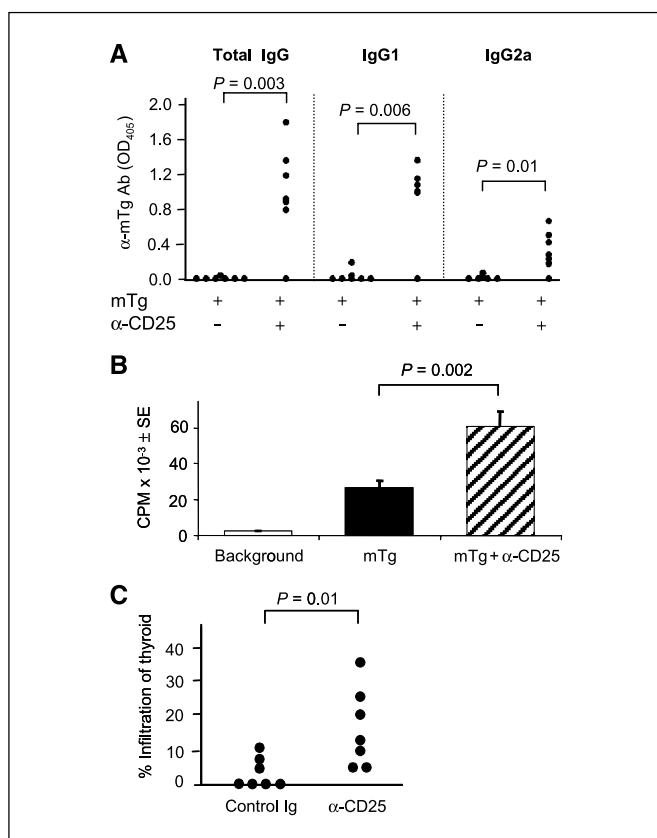 A
Total IgG IgG1 IgG2a
P = 0.003
P = 0.006
P = 0.01
α-mTg Ab (OD405)
2.0
1.6
1.2
0.8
0.4
0.0
mTg + + + + + +
α-CD25 - + - + - +
B
P = 0.002
CPM x 10-3 ± SE
60
40
20
0
Background mTg mTg + α-CD25
C
P = 0.01
% Infiltration of thyroid
40
30
20
10
0
Control Ig α-CD25